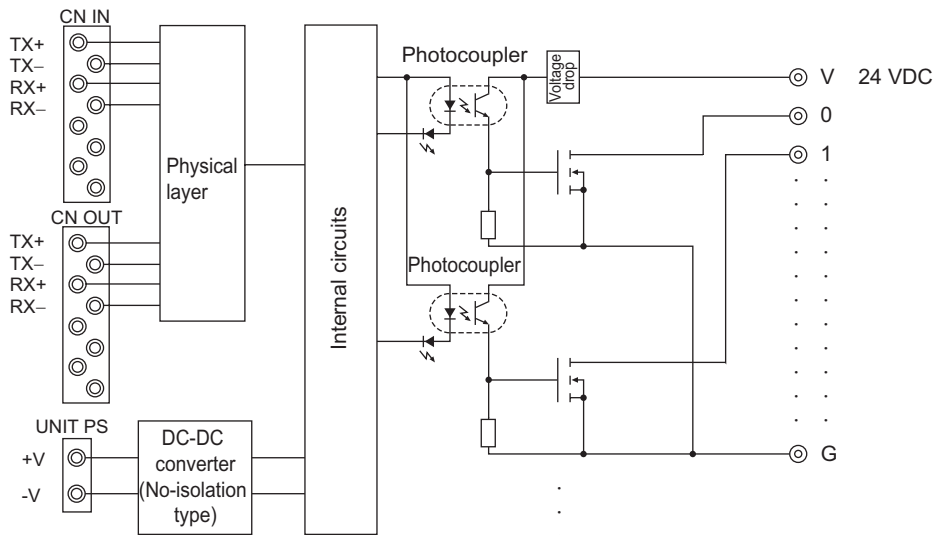 CN IN
TX+
TX−
RX+
RX−
Physical
layer
CN OUT
TX+
TX−
RX+
RX−
UNIT PS
+V
-V
DC-DC
converter
(No-isolation
type)
Internal circuits
Photocoupler
Voltage
drop
V 24 VDC
0
1
Photocoupler
G